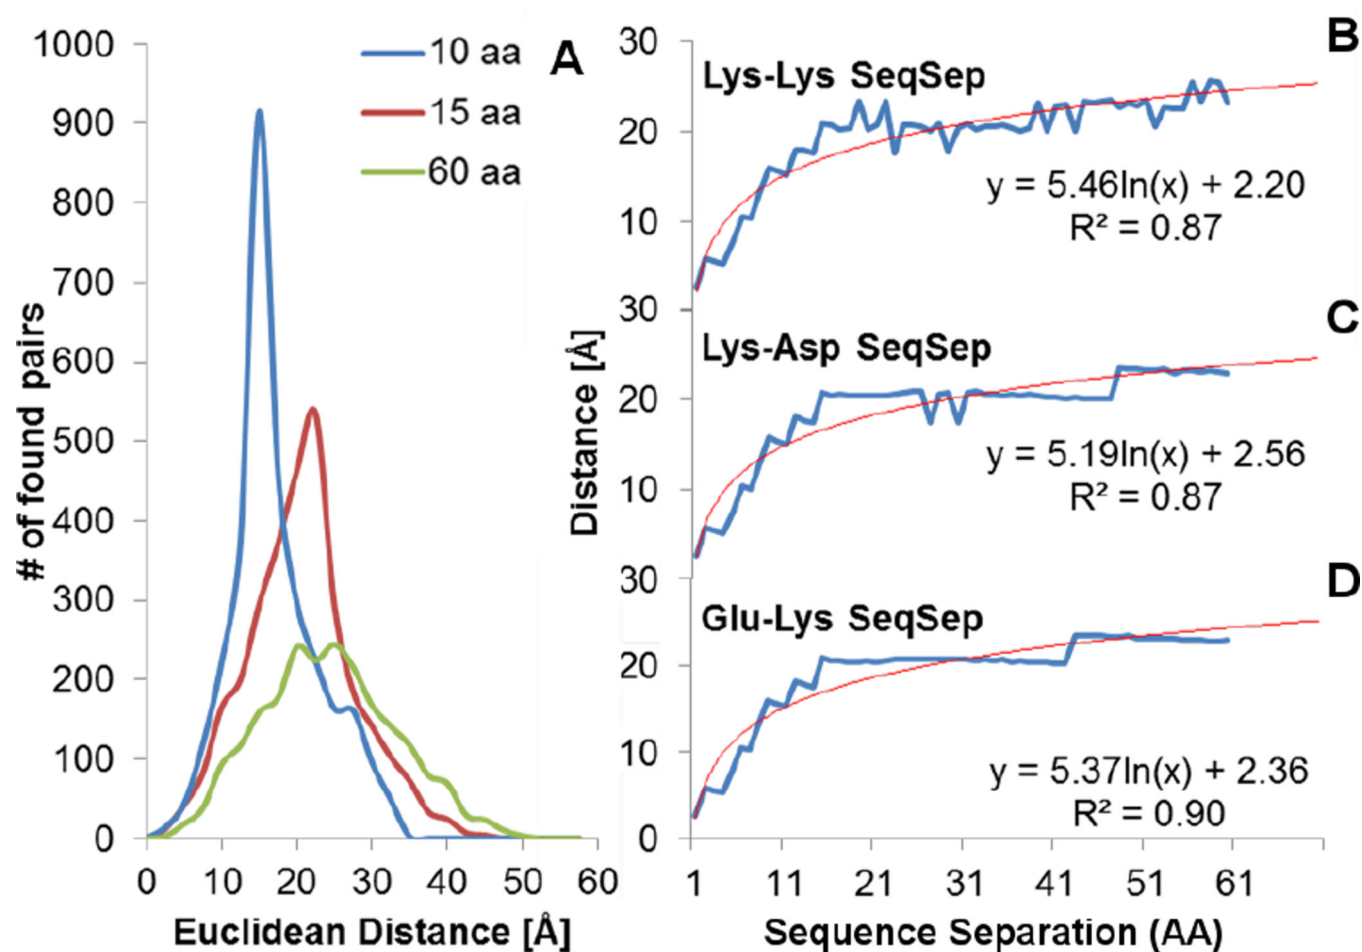 A
10 aa
15 aa
60 aa
# of found pairs
1000
900
800
700
600
500
400
300
200
100
0
0 10 20 30 40 50 60
Euclidean Distance [Å]
B
Lys-Lys SeqSep
y = 5.46ln(x) + 2.20
R² = 0.87
30
20
10
30
C
Lys-Asp SeqSep
y = 5.19ln(x) + 2.56
R² = 0.87
20
10
30
D
Glu-Lys SeqSep
y = 5.37ln(x) + 2.36
R² = 0.90
20
10
0
Distance [Å]
1 11 21 31 41 51 61
Sequence Separation (AA)